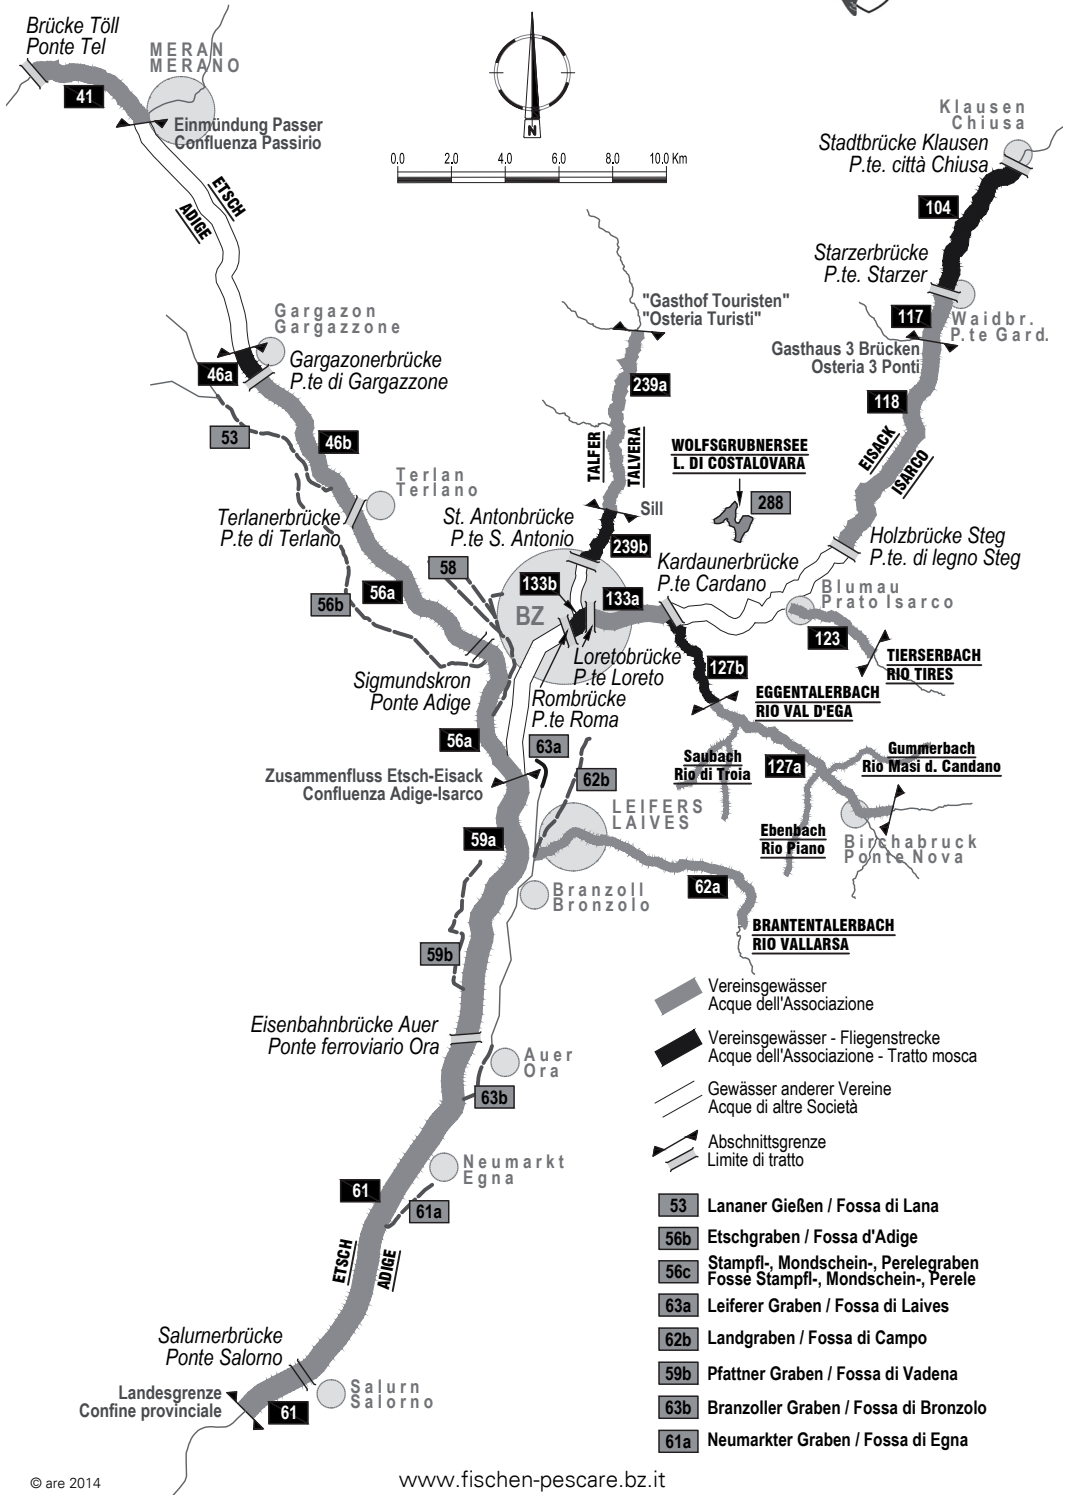 Brücke Töll
Ponte Tel
MERAN
MERANO
41
Einmündung Passer
Confluenza Passirio
ETSCH
ADIGE
N
0.0 2.0 4.0 6.0 8.0 10.0 Km
Klausen
Chiusa
Stadtbrücke Klausen
P.te. città Chiusa
104
Starzerbrücke
P.te. Starzer
117
Waidbr.
P.te Gard.
Gasthaus 3 Brücken
Osteria 3 Ponti
118
EISACK
ISARCO
"Gasthof Touristen"
"Osteria Turisti"
239a
TALFER
TALVERA
Sill
239b
Gargazon
Gargazzone
Gargazonerbrücke
P.te di Gargazzone
46a
53
46b
Terlan
Terlano
Terlanerbrücke
P.te di Terlano
WOLFSGRUBNERSEE
L. DI COSTALOVARA
288
St. Antonbrücke
P.te S. Antonio
Kardaunerbrücke
P.te Cardano
Holzbrücke Steg
P.te. di legno Steg
Blumau
Prato Isarco
58
56b
56a
133b
133a
BZ
123
TIERSERBACH
RIO TIRES
Loretobrücke
P.te Loreto
127b
Sigmundskron
Ponte Adige
Rombrücke
P.te Roma
EGGENTALERBACH
RIO VAL D'EGA
56a
63a
Saubach
Rio di Troia
127a
Gummerbach
Rio Masi d. Candano
Zusammenfluss Etsch-Eisack
Confluenza Adige-Isarco
62b
LEIFERS
LAIVES
59a
Ebenbach
Rio Piano
Birchabruck
Ponte Nova
62a
Branzoll
Bronzolo
BRANTENTALERBACH
RIO VALLARSA
59b
Eisenbahnbrücke Auer
Ponte ferroviario Ora
Auer
Ora
63b
Neumarkt
Egna
61
61a
ETSCH
ADIGE
Salurnerbrücke
Ponte Salorno
Landesgrenze
Confine provinciale
61
Salurn
Salorno
Vereinsgewässer
Acque dell'Associazione
Vereinsgewässer - Fliegenstrecke
Acque dell'Associazione - Tratto mosca
Gewässer anderer Vereine
Acque di altre Società
Abschnittsgrenze
Limite di tratto
53 Lananer Gießen / Fossa di Lana
56b Etschgraben / Fossa d'Adige
56c Stampfl-, Mondschein-, Perelegraben
Fosse Stampfl-, Mondschein-, Perele
63a Leiferer Graben / Fossa di Laives
62b Landgraben / Fossa di Campo
59b Pfattner Graben / Fossa di Vadena
63b Branzoller Graben / Fossa di Bronzolo
61a Neumarkter Graben / Fossa di Egna
© are 2014
www.fischen-pescare.bz.it